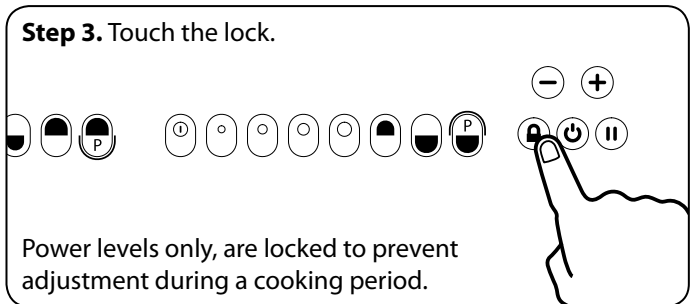 Step 3. Touch the lock.
P P
Power levels only, are locked to prevent
adjustment during a cooking period.